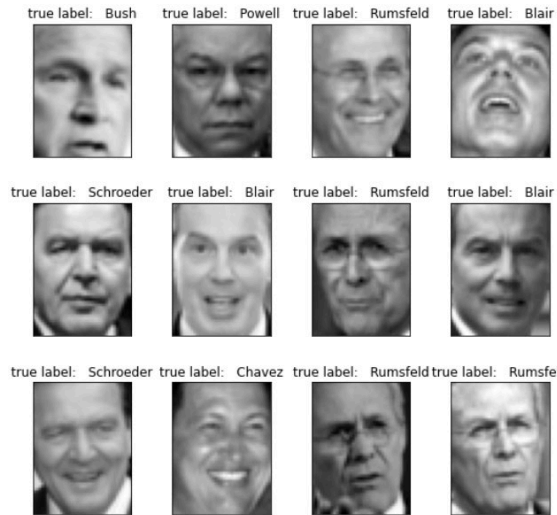 true label:   Bush true label:   Powell true label:   Rumsfeld true label:   Blair
true label:   Schroeder true label:   Blair true label:   Rumsfeld true label:   Blair
true label:   Schroeder true label:   Chavez true label:   Rumsfeld true label:   Rumsfe